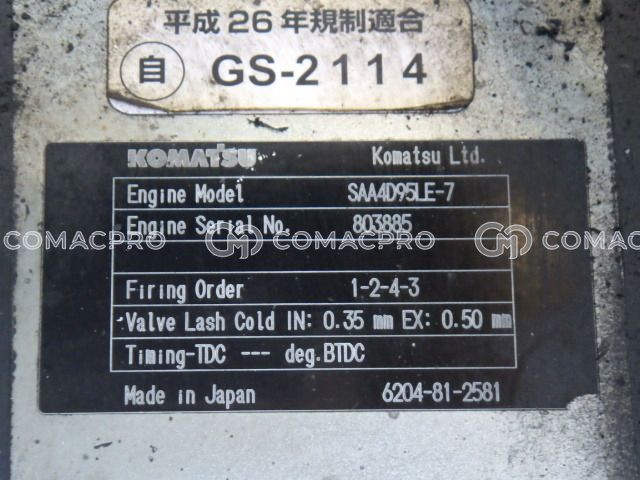 平成26年規制適合
自 GS-2114
KOMATSU Komatsu Ltd.
Engine Model SAA4D95LE-7
Engine Serial No. 803885
COMACPRO COMACPRO COMACPRO
Firing Order 1-2-4-3
Valve Lash Cold IN: 0.35 mm EX: 0.50 mm
Timing-TDC --- deg.BTDC
Made in Japan 6204-81-2581